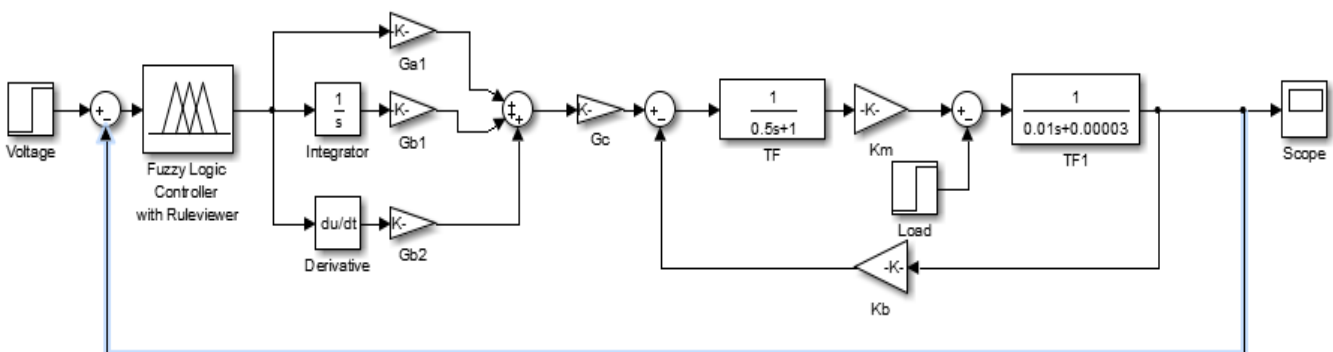 -K-
Ga1
Voltage
+
-
Fuzzy Logic
Controller
with Ruleviewer
1
s
Integrator
K-
Gb1
du/dt
Derivative
K-
Gb2
+
+
K-
Gc
+
-
1
0.5s+1
TF
-K-
Km
+
-
Load
1
0.01s+0.00003
TF1
Scope
-K-
Kb